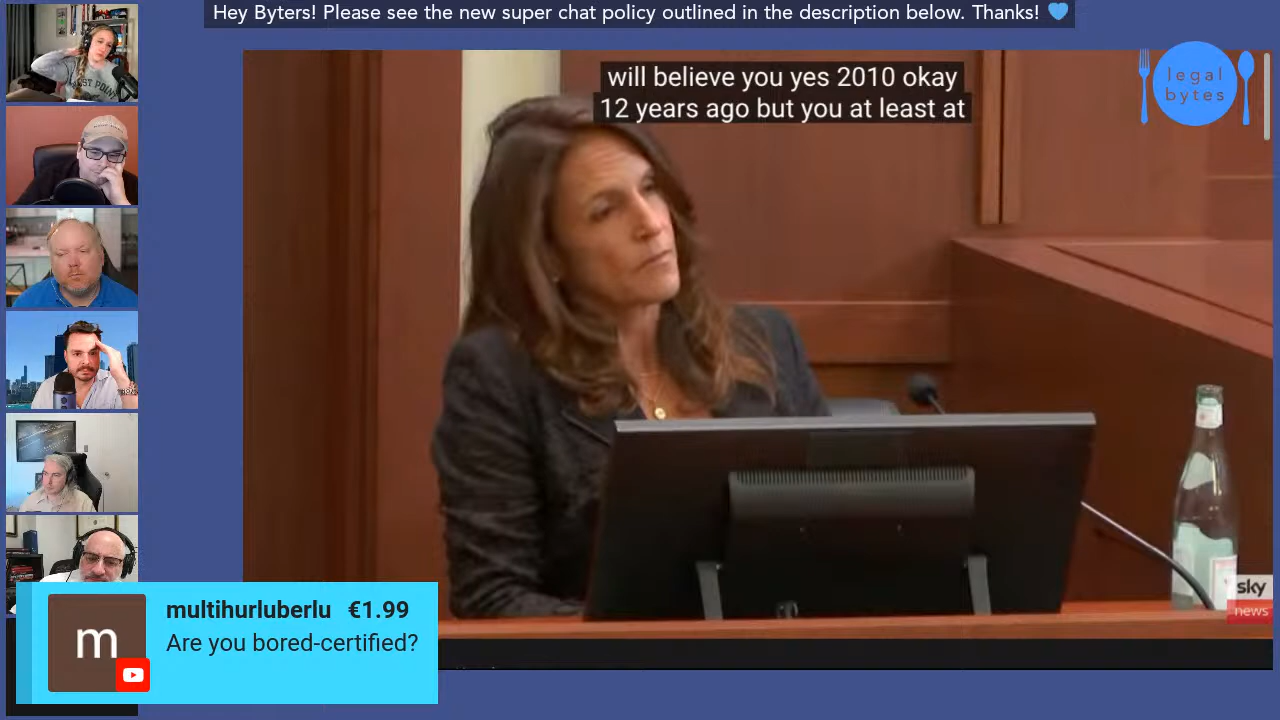 Hey Byters! Please see the new super chat policy outlined in the description below. Thanks! 💙
will believe you yes 2010 okay
12 years ago but you at least at
legal
bytes
sky
news
multihurluberlu €1.99
Are you bored-certified?
m